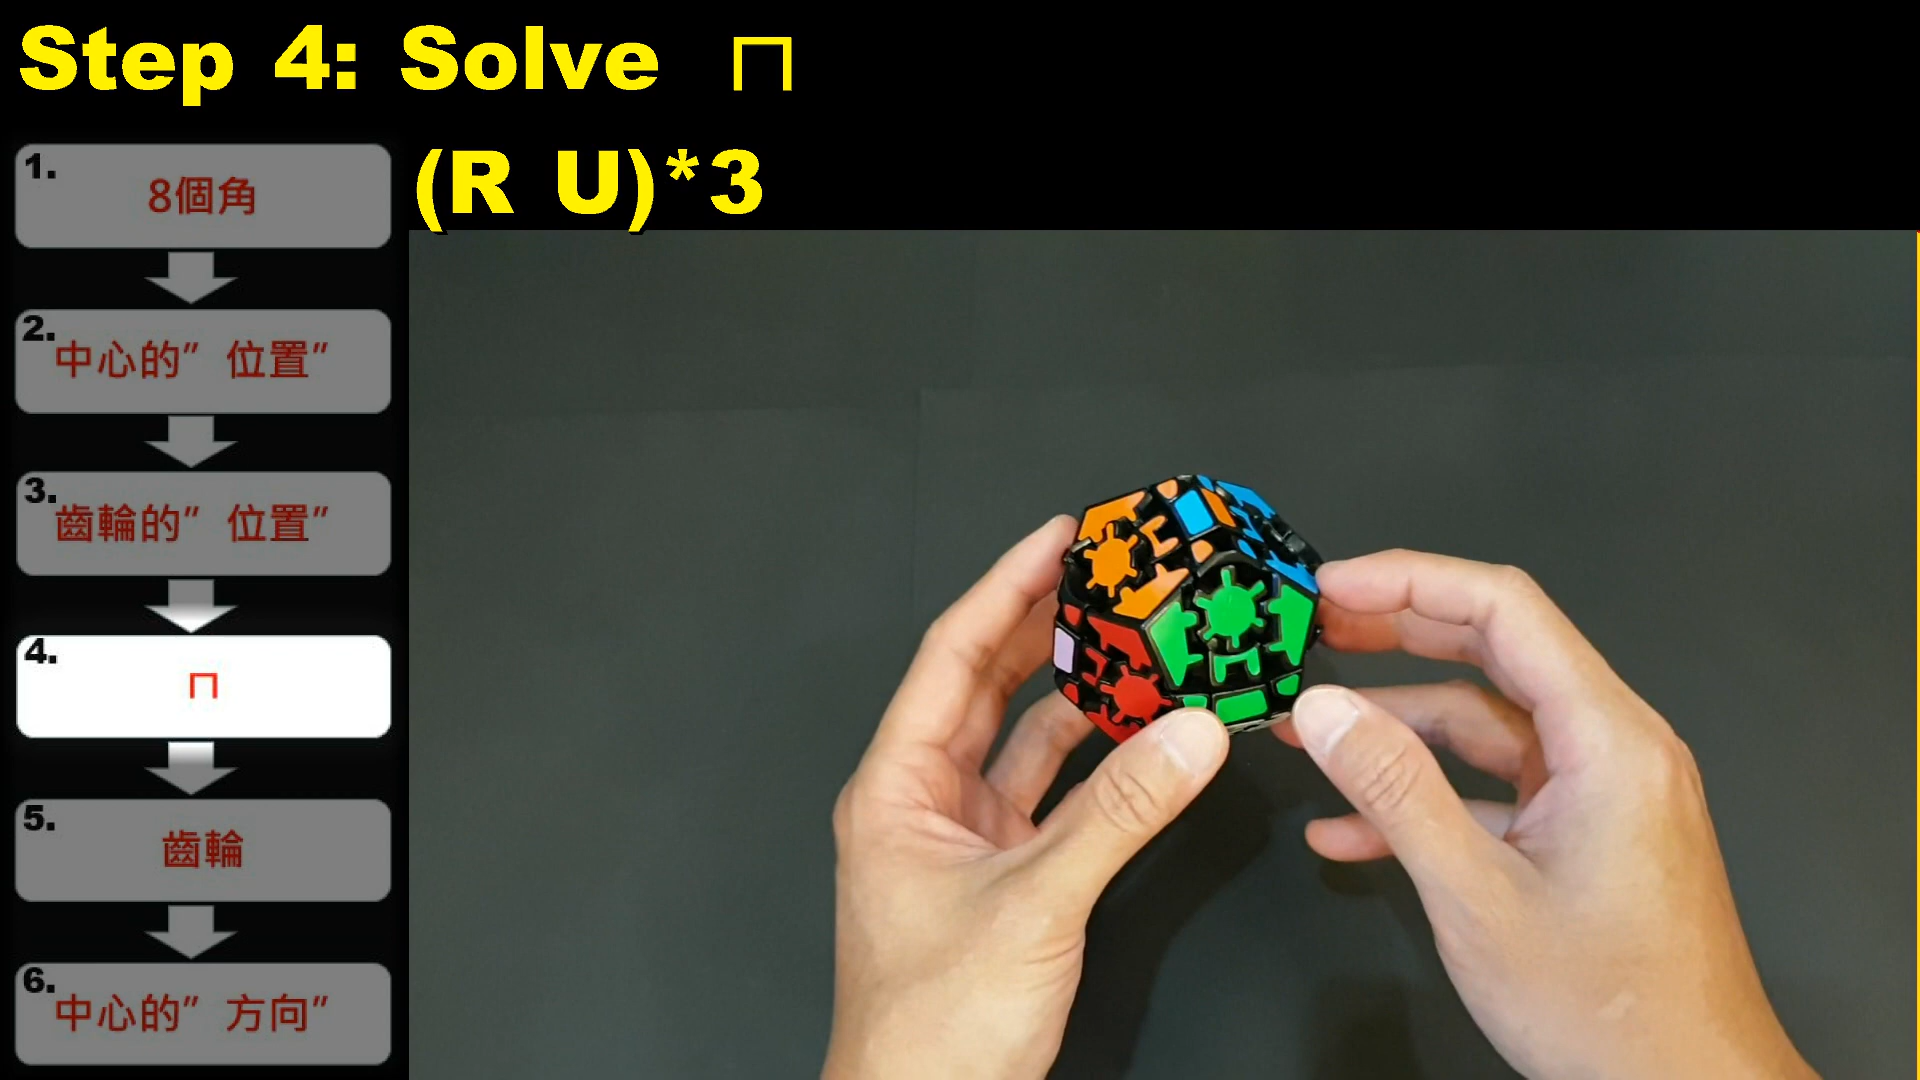 Step 4: Solve ㄇ
(R U)*3
1.
8個角
2.
中心的”位置”
3.
齒輪的”位置”
4.
ㄇ
5.
齒輪
6.
中心的”方向”